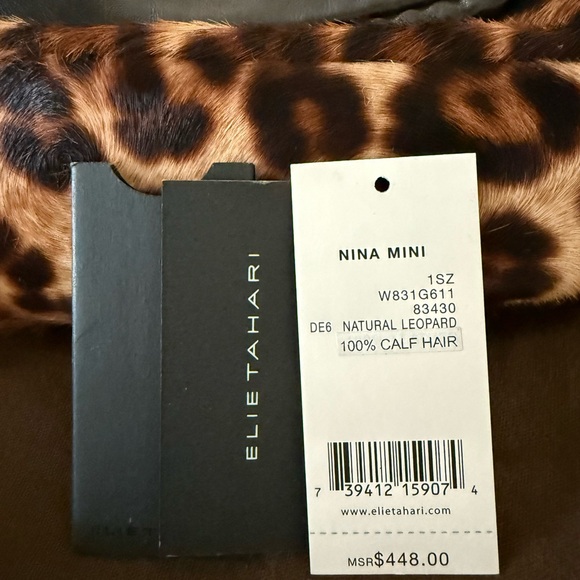 ELIETAHARI
NINA MINI
1SZ
W831G611
83430
DE6 NATURAL LEOPARD
100% CALF HAIR
7 39412 15907 4
www.elietahari.com
MSR$448.00